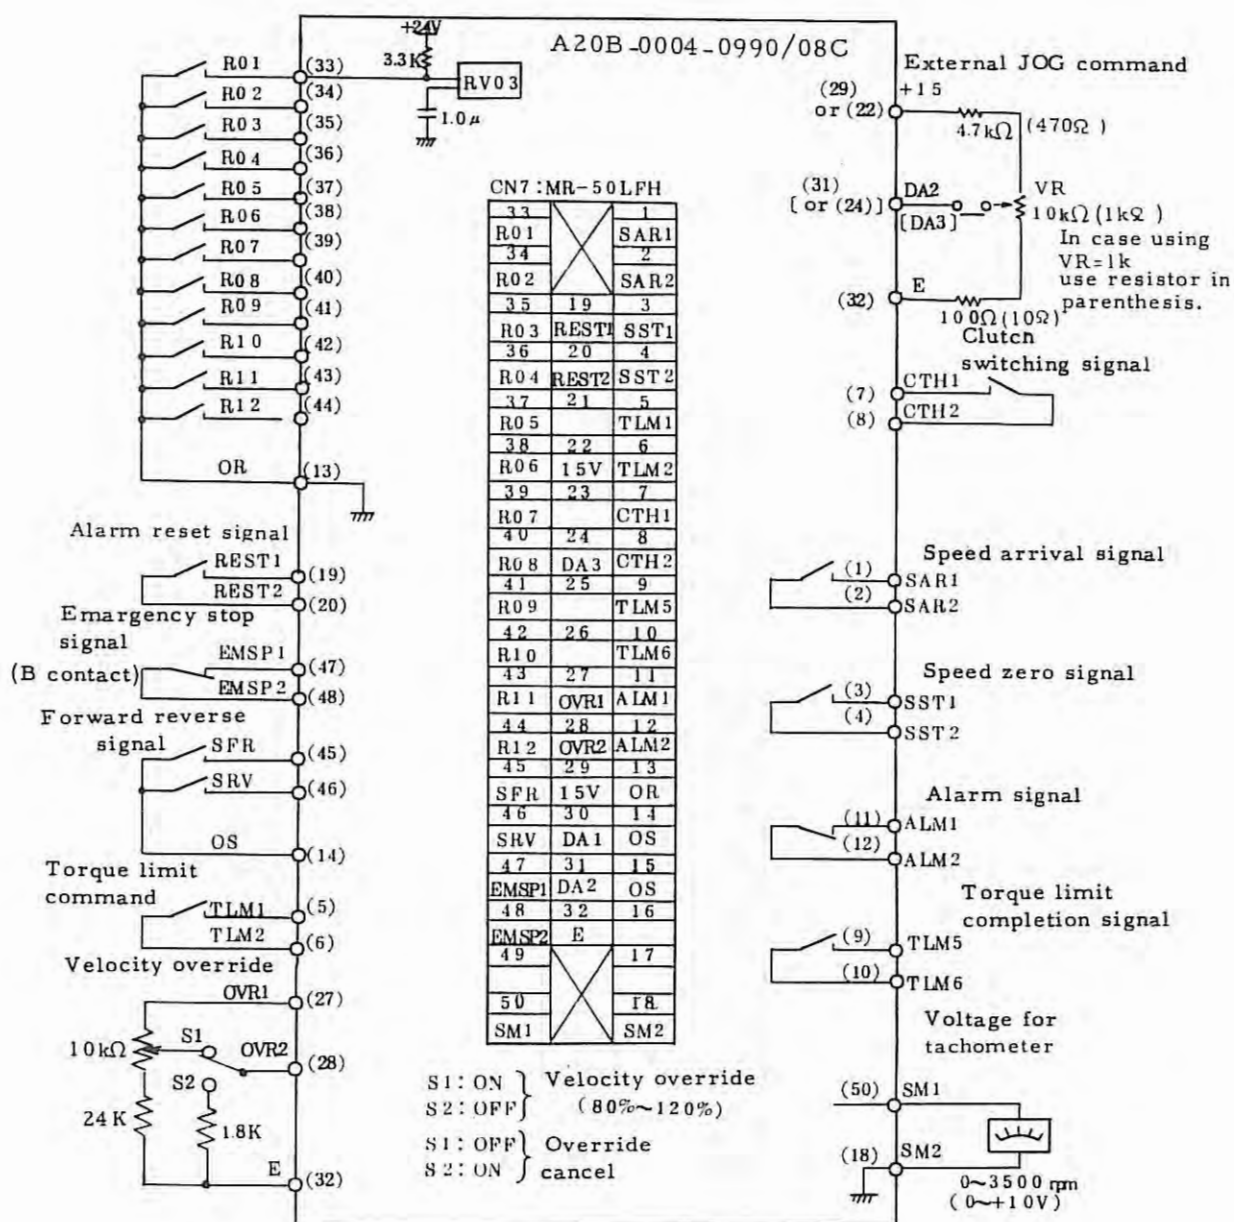 A20B-0004-0990/08C
+24V
3.3K
RV03
1.0μ
R01 (33)
R02 (34)
R03 (35)
R04 (36)
R05 (37)
R06 (38)
R07 (39)
R08 (40)
R09 (41)
R10 (42)
R11 (43)
R12 (44)
OR (13)
Alarm reset signal
REST1 (19)
REST2 (20)
Emargency stop
signal
(B contact)
EMSP1 (47)
EMSP2 (48)
Forward reverse
signal
SFR (45)
SRV (46)
OS (14)
Torque limit
command
TLM1 (5)
TLM2 (6)
Velocity override
OVR1 (27)
10kΩ
S1
OVR2 (28)
S2
24K
1.8K
E (32)
CN7:MR-50LFH
33 1
R01 SAR1
34 2
R02 SAR2
35 19 3
R03 REST1 SST1
36 20 4
R04 REST2 SST2
37 21 5
R05 TLM1
38 22 6
R06 15V TLM2
39 23 7
R07 CTH1
40 24 8
R08 DA3 CTH2
41 25 9
R09 TLM5
42 26 10
R10 TLM6
43 27 11
R11 OVR1 ALM1
44 28 12
R12 OVR2 ALM2
45 29 13
SFR 15V OR
46 30 14
SRV DA1 OS
47 31 15
EMSP1 DA2 OS
48 32 16
EMSP2 E
49 17
50 18
SM1 SM2
S1:ON
S2:OFF
Velocity override
(80%~120%)
S1:OFF
S2:ON
Override
cancel
External JOG command
(29)
or (22)
+15
4.7kΩ (470Ω)
(31)
[or (24)]
DA2
[DA3]
VR
10kΩ(1kΩ)
In case using
VR=1k
use resistor in
parenthesis.
(32) E
100Ω(10Ω)
Clutch
switching signal
(7) CTH1
(8) CTH2
Speed arrival signal
(1) SAR1
(2) SAR2
Speed zero signal
(3) SST1
(4) SST2
Alarm signal
(11) ALM1
(12) ALM2
Torque limit
completion signal
(9) TLM5
(10) TLM6
Voltage for
tachometer
(50) SM1
(18) SM2
0~3500 rpm
(0~+10V)